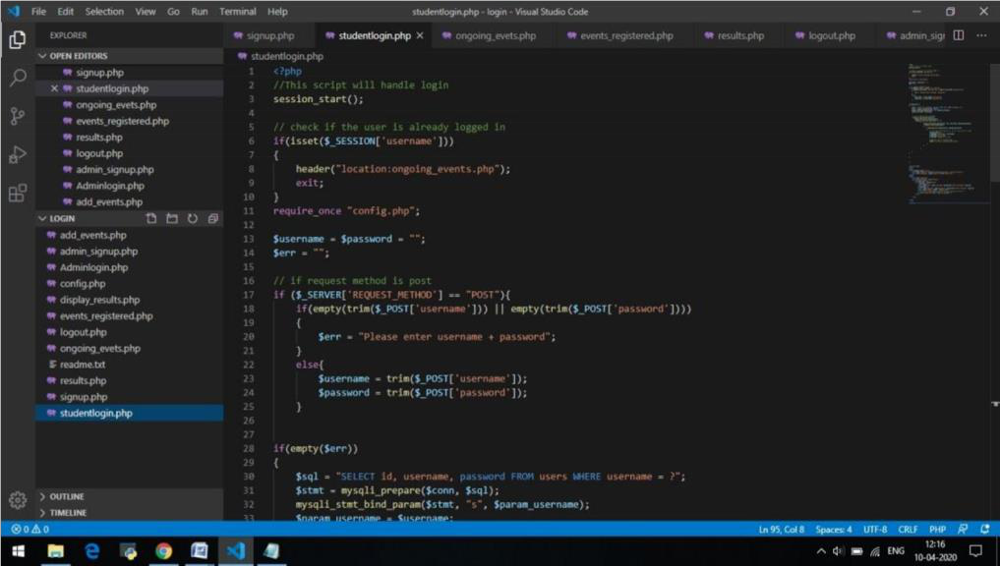 File Edit Selection View Go Run Terminal Help studentlogin.php - login - Visual Studio Code
EXPLORER
signup.php studentlogin.php ongoing_evets.php events_registered.php results.php logout.php admin_sig
OPEN EDITORS
signup.php
studentlogin.php
ongoing_evets.php
events_registered.php
results.php
logout.php
admin_signup.php
Adminlogin.php
add_events.php
LOGIN
add_events.php
admin_signup.php
Adminlogin.php
config.php
display_results.php
events_registered.php
logout.php
ongoing_evets.php
readme.txt
results.php
signup.php
studentlogin.php
OUTLINE
TIMELINE
studentlogin.php
1 <?php
2 //This script will handle login
3 session_start();
4
5 // check if the user is already logged in
6 if(isset($_SESSION['username']))
7 {
8 header("location:ongoing_events.php");
9 exit;
10 }
11 require_once "config.php";
12
13 $username = $password = "";
14 $err = "";
15
16 // if request method is post
17 if ($_SERVER['REQUEST_METHOD'] == "POST"){
18 if(empty(trim($_POST['username'])) || empty(trim($_POST['password'])))
19 {
20 $err = "Please enter username + password";
21 }
22 else{
23 $username = trim($_POST['username']);
24 $password = trim($_POST['password']);
25 }
26
27
28 if(empty($err))
29 {
30 $sql = "SELECT id, username, password FROM users WHERE username = ?";
31 $stmt = mysqli_prepare($conn, $sql);
32 mysqli_stmt_bind_param($stmt, "s", $param_username);
33 $param_username = $username;
0 0 Ln 95, Col 8 Spaces: 4 UTF-8 CRLF PHP
ENG 12:16
10-04-2020